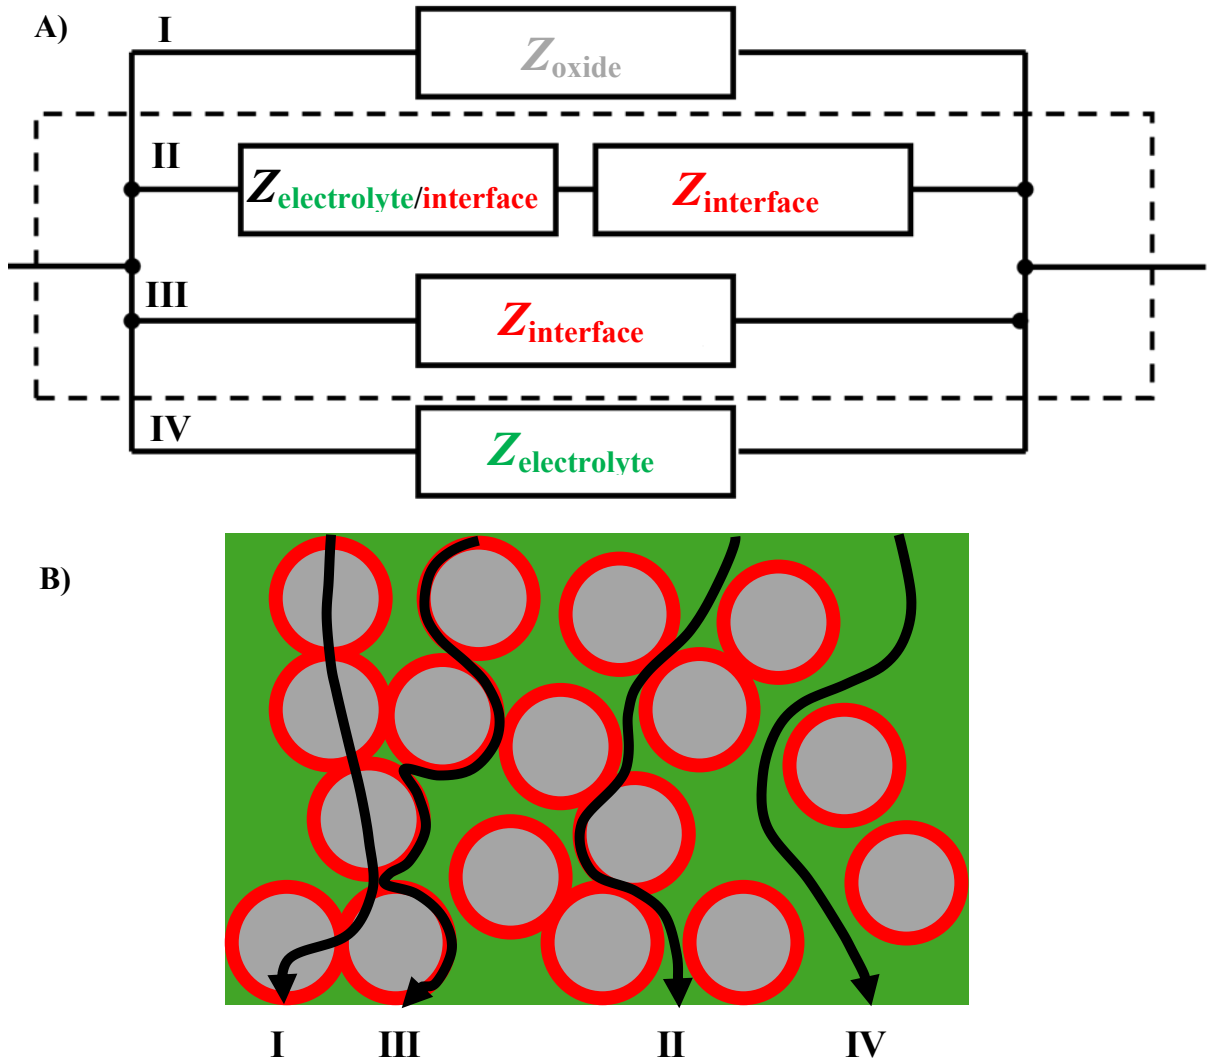 A)
I
Zoxide
II
Zelectrolyte/interface
Zinterface
III
Zinterface
IV
Zelectrolyte
B)
I
III
II
IV